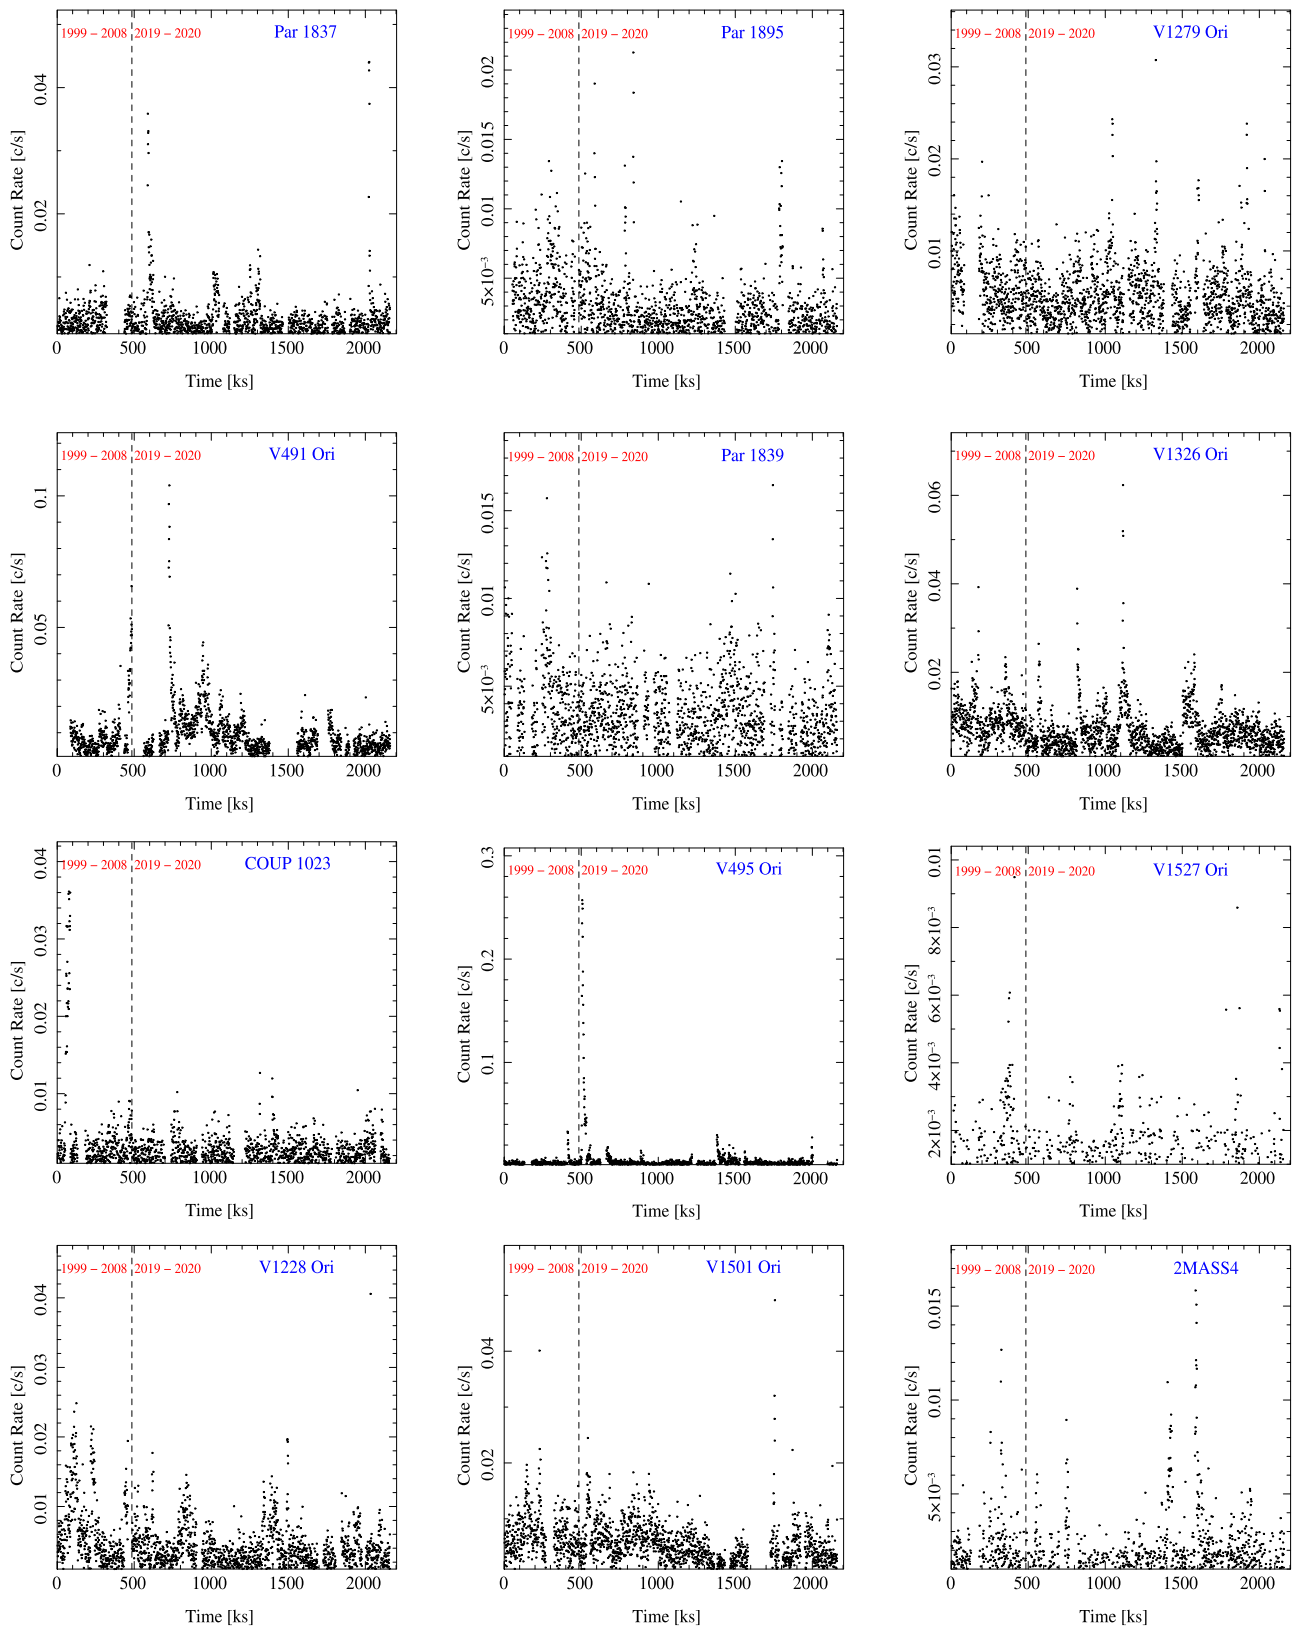 1999 – 2008 2019 – 2020 Par 1837
0.04
0.02
Count Rate [c/s]
0 500 1000 1500 2000
Time [ks]
1999 – 2008 2019 – 2020 Par 1895
0.02
0.015
0.01
5×10⁻³
Count Rate [c/s]
0 500 1000 1500 2000
Time [ks]
1999 – 2008 2019 – 2020 V1279 Ori
0.03
0.02
0.01
Count Rate [c/s]
0 500 1000 1500 2000
Time [ks]
1999 – 2008 2019 – 2020 V491 Ori
0.1
0.05
Count Rate [c/s]
0 500 1000 1500 2000
Time [ks]
1999 – 2008 2019 – 2020 Par 1839
0.015
0.01
5×10⁻³
Count Rate [c/s]
0 500 1000 1500 2000
Time [ks]
1999 – 2008 2019 – 2020 V1326 Ori
0.06
0.04
0.02
Count Rate [c/s]
0 500 1000 1500 2000
Time [ks]
1999 – 2008 2019 – 2020 COUP 1023
0.04
0.03
0.02
0.01
Count Rate [c/s]
0 500 1000 1500 2000
Time [ks]
1999 – 2008 2019 – 2020 V495 Ori
0.3
0.2
0.1
Count Rate [c/s]
0 500 1000 1500 2000
Time [ks]
1999 – 2008 2019 – 2020 V1527 Ori
0.01
8×10⁻³
6×10⁻³
4×10⁻³
2×10⁻³
Count Rate [c/s]
0 500 1000 1500 2000
Time [ks]
1999 – 2008 2019 – 2020 V1228 Ori
0.04
0.03
0.02
0.01
Count Rate [c/s]
0 500 1000 1500 2000
Time [ks]
1999 – 2008 2019 – 2020 V1501 Ori
0.04
0.02
Count Rate [c/s]
0 500 1000 1500 2000
Time [ks]
1999 – 2008 2019 – 2020 2MASS4
0.015
0.01
5×10⁻³
Count Rate [c/s]
0 500 1000 1500 2000
Time [ks]